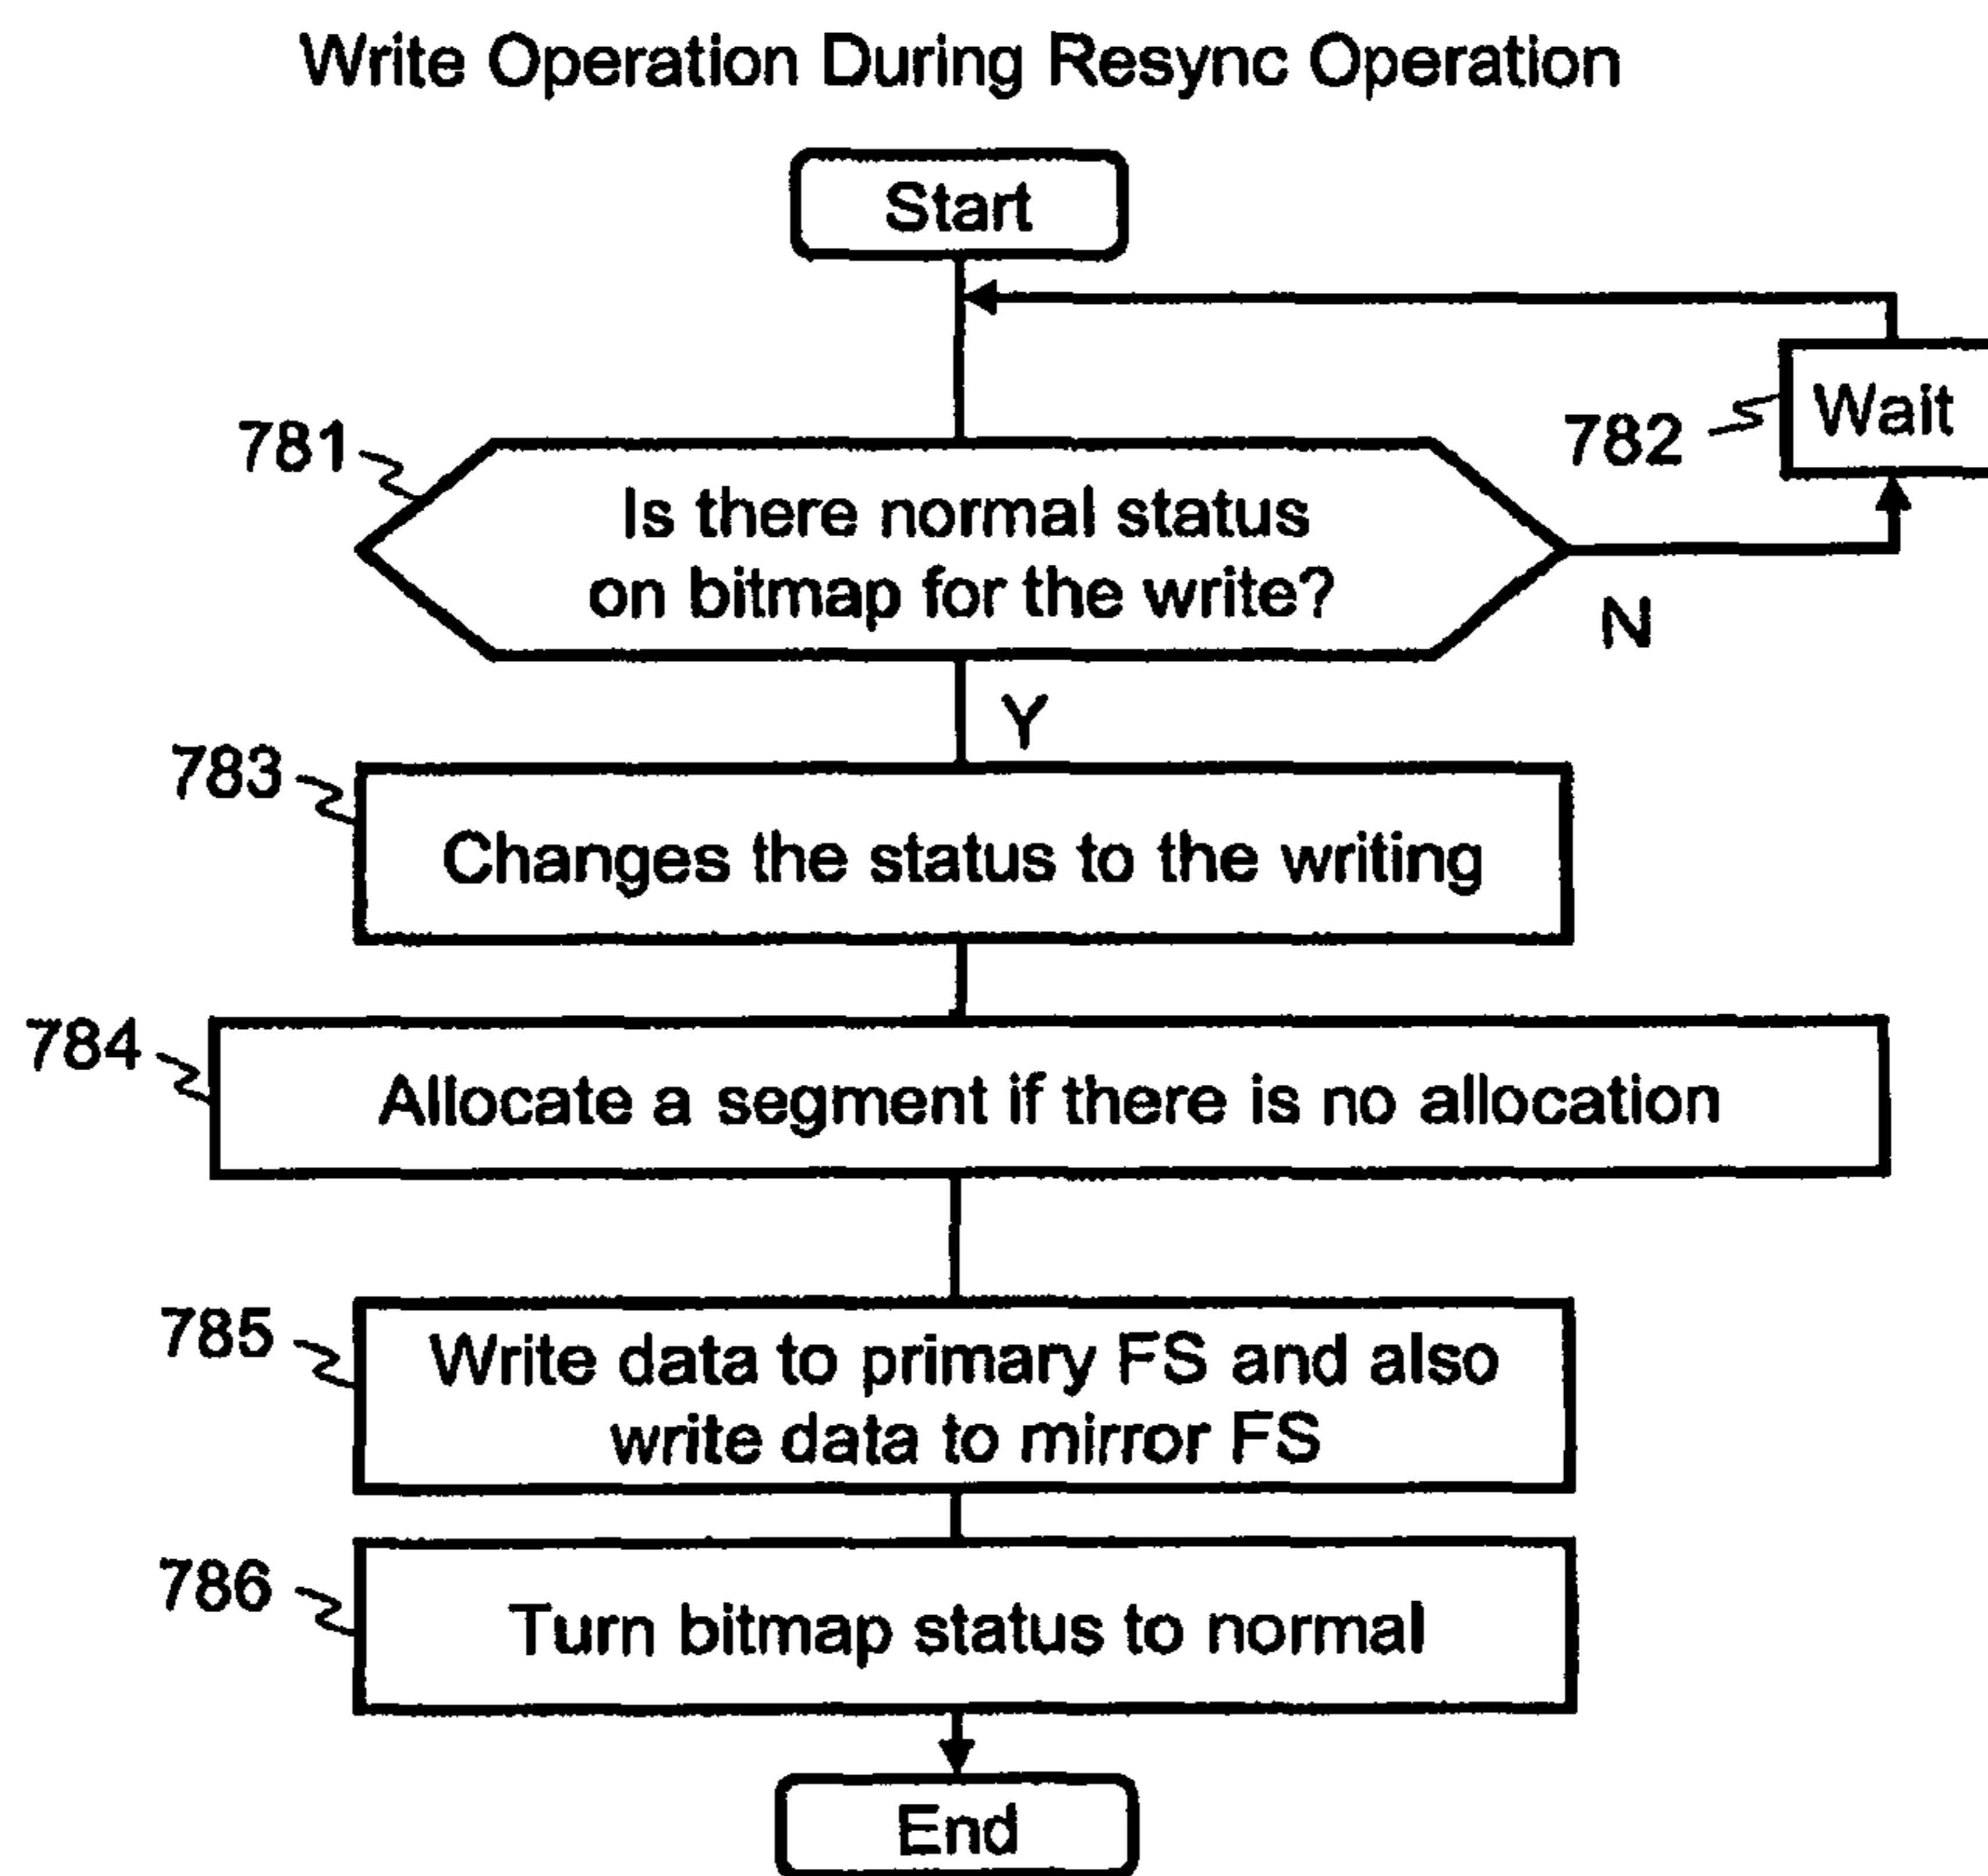 Write Operation During Resync Operation
Start
Wait
782
781
Is there normal status
on bitmap for the write?
N
Y
783
Changes the status to the writing
784
Allocate a segment if there is no allocation
785
Write data to primary FS and also
write data to mirror FS
786
Turn bitmap status to normal
End